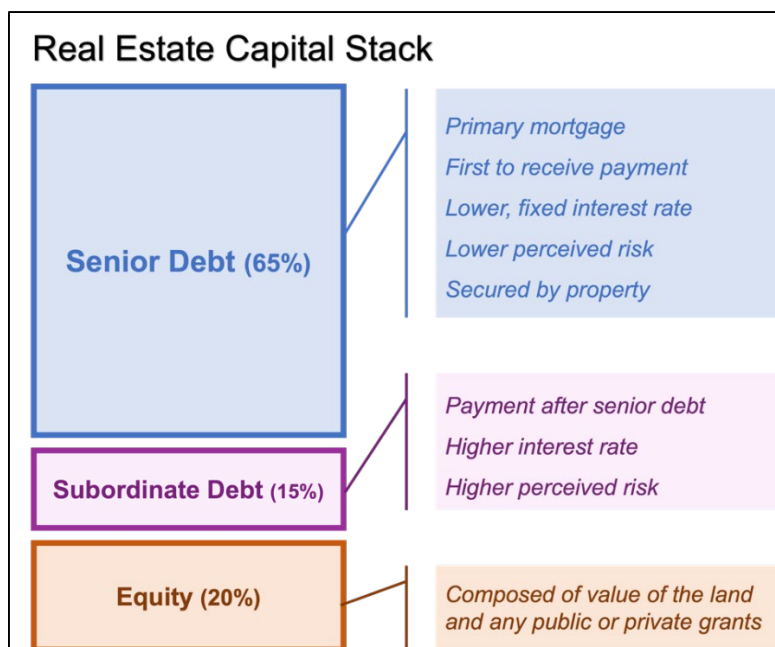 Real Estate Capital Stack
Senior Debt (65%)
Primary mortgage
First to receive payment
Lower, fixed interest rate
Lower perceived risk
Secured by property
Subordinate Debt (15%)
Payment after senior debt
Higher interest rate
Higher perceived risk
Equity (20%)
Composed of value of the land
and any public or private grants